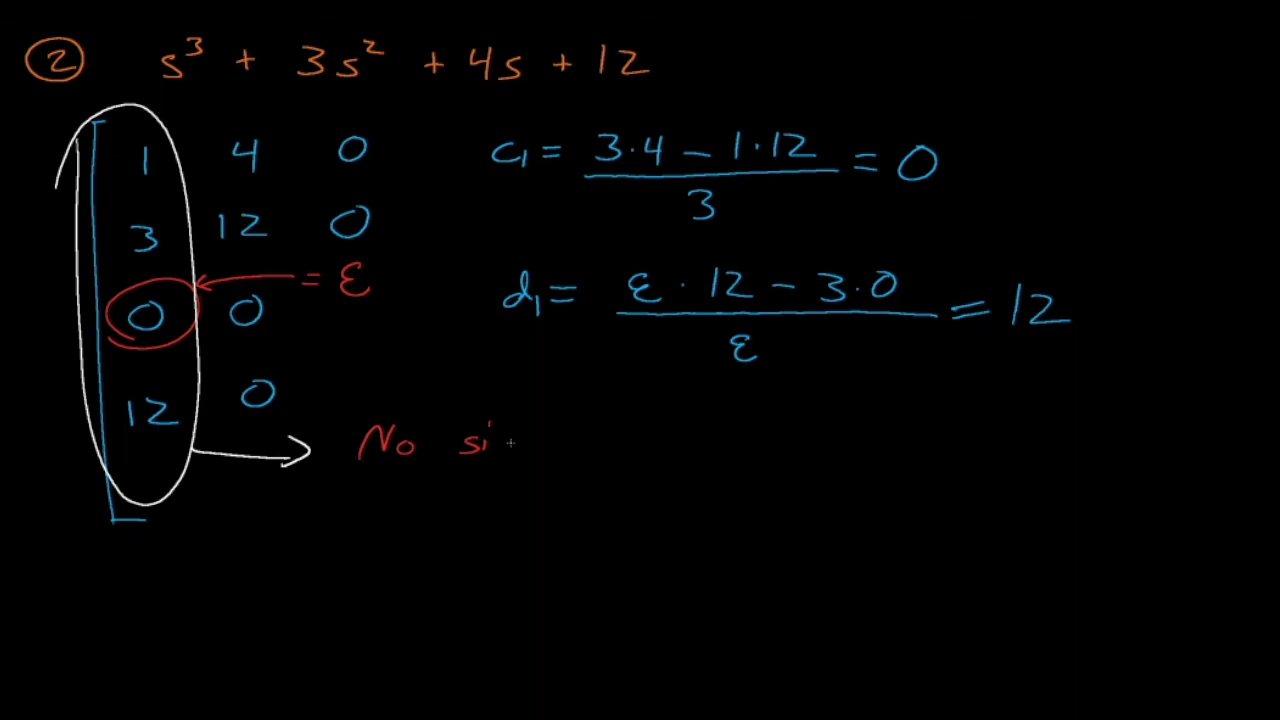 ② s³ + 3s² + 4s + 12
1 4 0
3 12 0
0 0 = ε
12 0
c₁ = (3·4 − 1·12)/3 = 0
d₁ = (ε·12 − 3·0)/ε = 12
No si